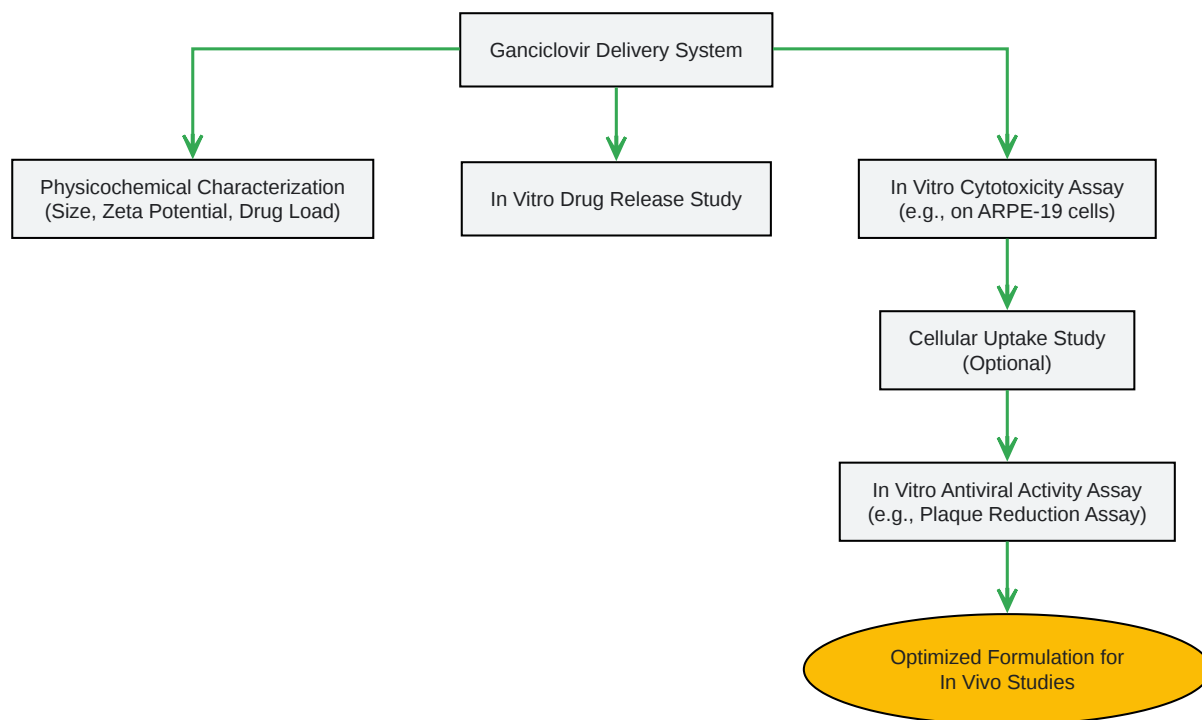 Ganciclovir Delivery System
Physicochemical Characterization
(Size, Zeta Potential, Drug Load)
In Vitro Drug Release Study
In Vitro Cytotoxicity Assay
(e.g., on ARPE-19 cells)
Cellular Uptake Study
(Optional)
In Vitro Antiviral Activity Assay
(e.g., Plaque Reduction Assay)
Optimized Formulation for
In Vivo Studies